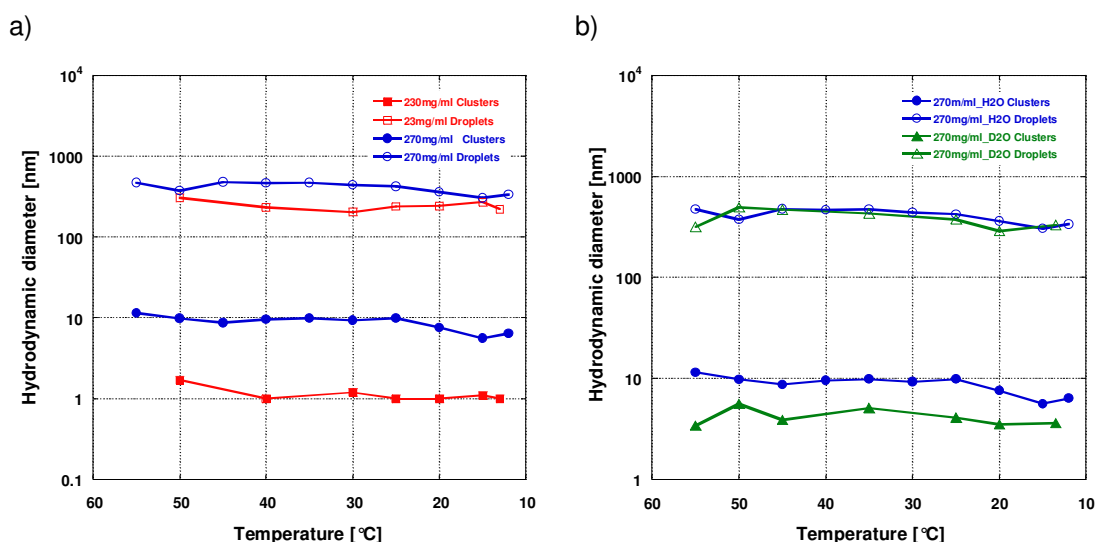 a)
10^4
1000
100
10
1
0.1
Hydrodynamic diameter [nm]
230mg/ml Clusters
23mg/ml Droplets
270mg/ml Clusters
270mg/ml Droplets
60 50 40 30 20 10
Temperature [°C]
b)
10^4
1000
100
10
1
Hydrodynamic diameter [nm]
270m/ml_H2O Clusters
270mg/ml_H2O Droplets
270mg/ml_D2O Clusters
270mg/ml_D2O Droplets
60 50 40 30 20 10
Temperature [°C]